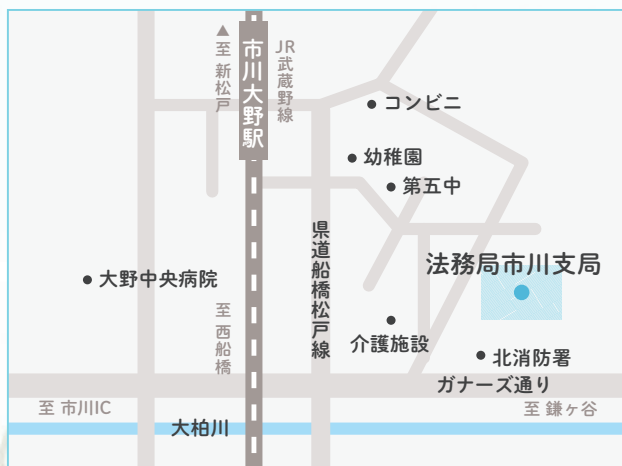 ▲至 新松戸
市川大野駅
JR武蔵野線
コンビニ
幼稚園
第五中
県道船橋松戸線
法務局市川支局
大野中央病院
至 西船橋
介護施設
北消防署
ガナーズ通り
至 市川IC
至 鎌ヶ谷
大柏川